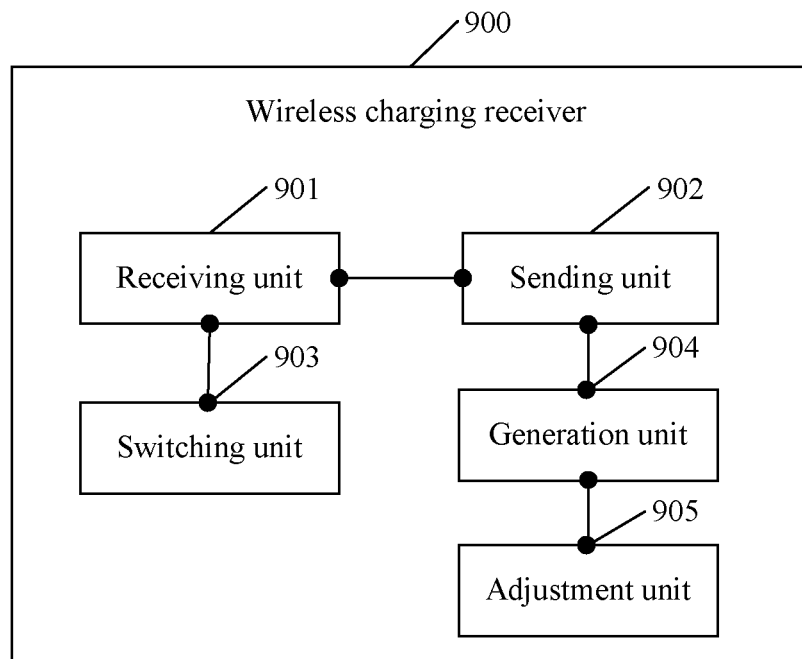 900
Wireless charging receiver
901
902
Receiving unit
Sending unit
903
904
Switching unit
Generation unit
905
Adjustment unit